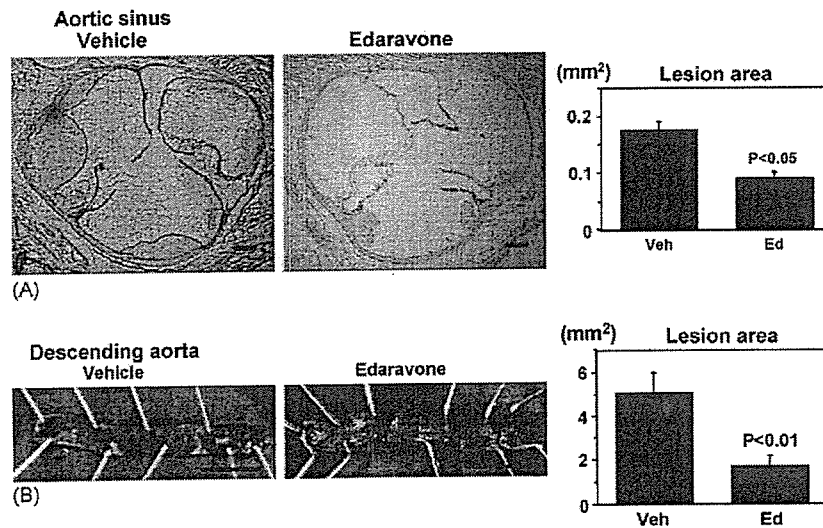 Aortic sinus
Vehicle
Edaravone
(mm²)
Lesion area
0.2
0.1
0
P<0.05
Veh
Ed
(A)
Descending aorta
Vehicle
Edaravone
(mm²)
Lesion area
6
4
2
0
P<0.01
Veh
Ed
(B)